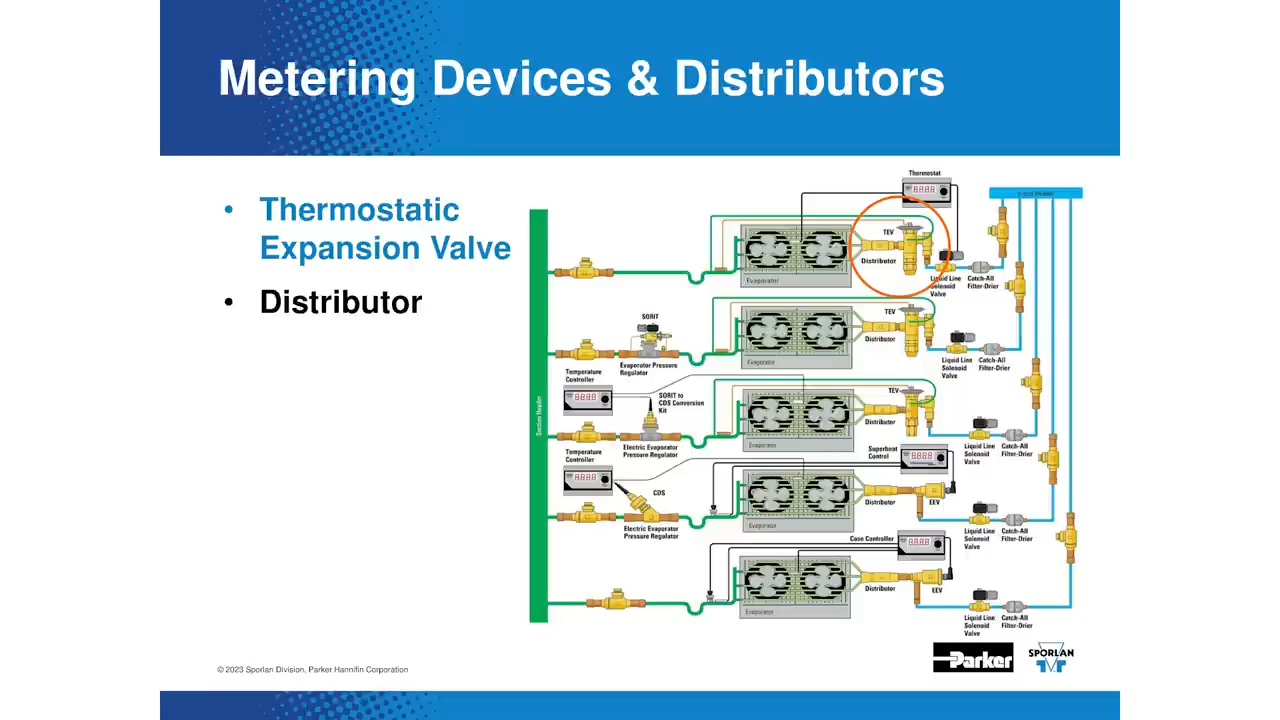 Metering Devices & Distributors
• Thermostatic
Expansion Valve
• Distributor
Thermostat
TEV
Distributor
Evaporator
Liquid Line
Solenoid
Valve
Catch-All
Filter-Drier
SORIT
TEV
Distributor
Evaporator
Evaporator Pressure
Regulator
Liquid Line
Solenoid
Valve
Catch-All
Filter-Drier
Temperature
Controller
SORIT to
CDS Conversion
Kit
TEV
Distributor
Evaporator
Electric Evaporator
Pressure Regulator
Liquid Line
Solenoid
Valve
Catch-All
Filter-Drier
Suction Header
Temperature
Controller
Superheat
Control
CDS
Distributor
EEV
Evaporator
Electric Evaporator
Pressure Regulator
Liquid Line
Solenoid
Valve
Catch-All
Filter-Drier
Case Controller
Distributor
EEV
Evaporator
Liquid Line
Solenoid
Valve
Catch-All
Filter-Drier
Parker
SPORLAN
© 2023 Sporlan Division, Parker Hannifin Corporation